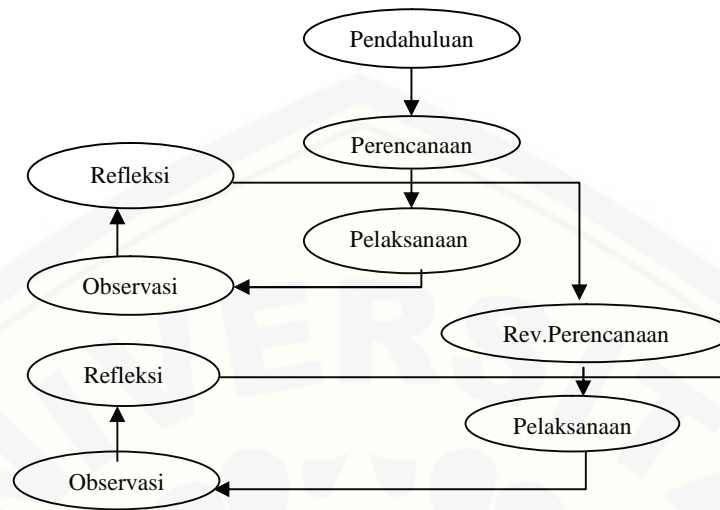 Pendahuluan
Perencanaan
Refleksi
Pelaksanaan
Observasi
Rev.Perencanaan
Refleksi
Pelaksanaan
Observasi